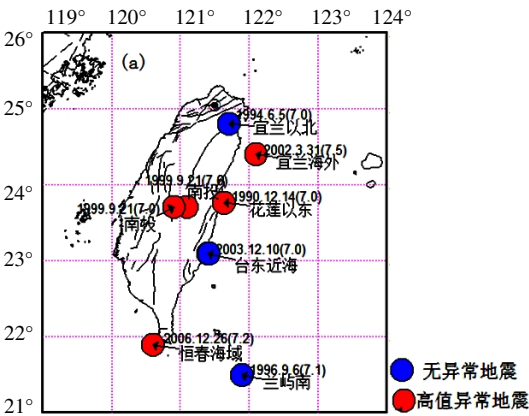 119° 120° 121° 122° 123° 124°
26°
(a)
25°
1994.6.5(7.0)
宜兰以北
2002.3.31(7.5)
宜兰海外
24°
1999.9.21(7.6)
南投
1990.12.14(7.0)
花莲以东
1999.9.21(7.0)
南投
23°
2003.12.10(7.0)
台东近海
22°
2006.12.26(7.2)
恒春海域
1996.9.6(7.1)
兰屿南
21°
无异常地震
高值异常地震